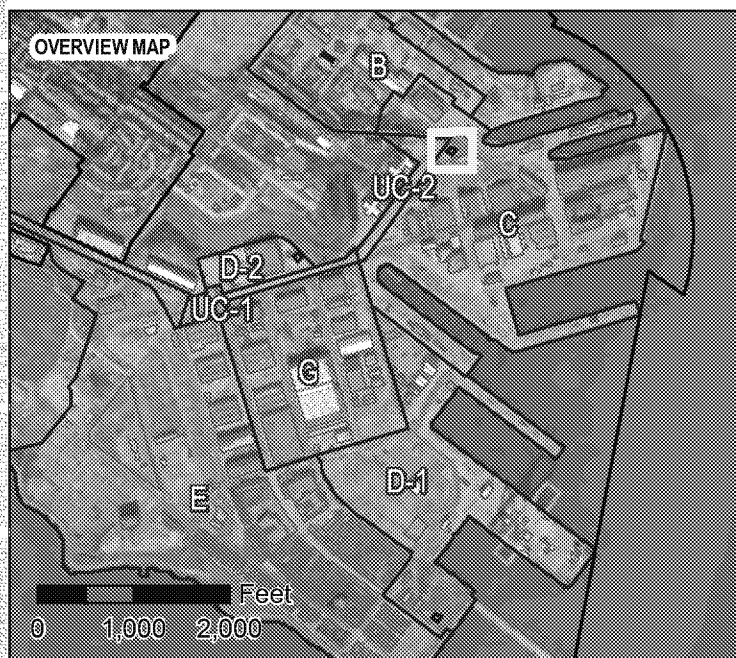 OVERVIEW MAP
B
UC-2
C
D-2
UC-1
G
D-1
E
Feet
0 1,000 2,000